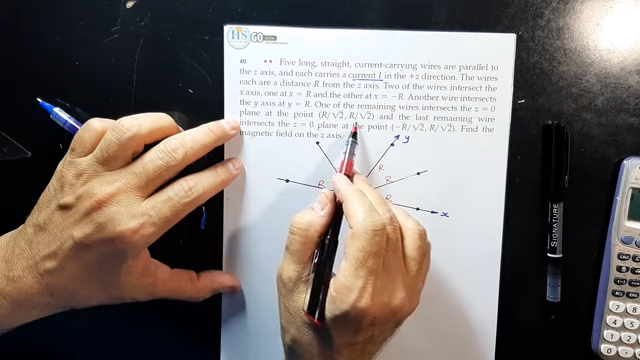 HS
GO
40 •• Five long, straight, current-carrying wires are parallel to
the z axis, and each carries a current I in the +z direction. The wires
each are a distance R from the z axis. Two of the wires intersect the
x axis, one at x = R and the other at x = −R. Another wire intersects
the y axis at y = R. One of the remaining wires intersects the z = 0
plane at the point (R/√2, R/√2) and the last remaining wire
intersects the z = 0 plane at the point (−R/√2, R/√2). Find the
magnetic field on the z axis.
y
R
R
R
R
x
SIGNATURE